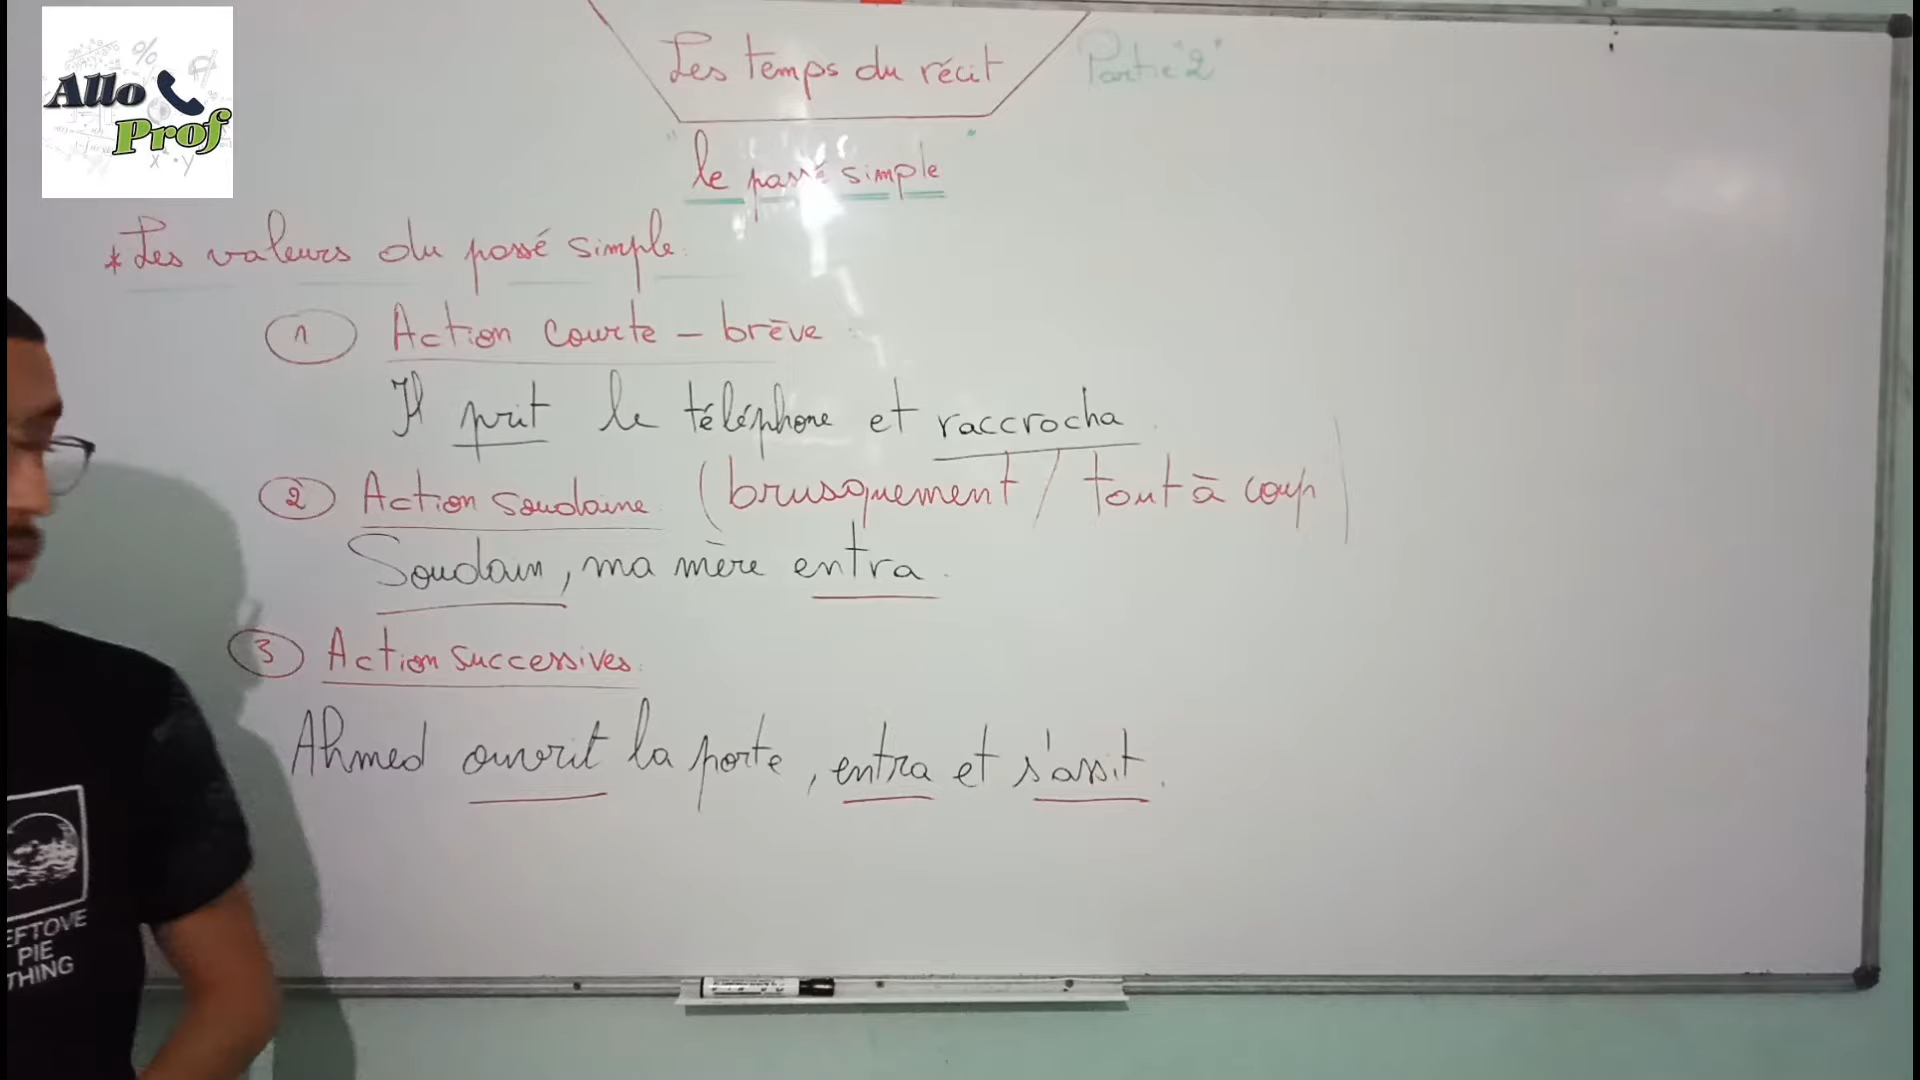 Allo
Prof
Les temps du récit
Partie "2"
"le passé simple"
* Les valeurs du passé simple.
1 Action courte - brève :
Il prit le téléphone et raccrocha.
2 Action soudaine (brusquement / tout à coup)
Soudain, ma mère entra.
3 Action successives.
Ahmed ouvrit la porte, entra et s'assit.
EFTOVE
PIE
THING